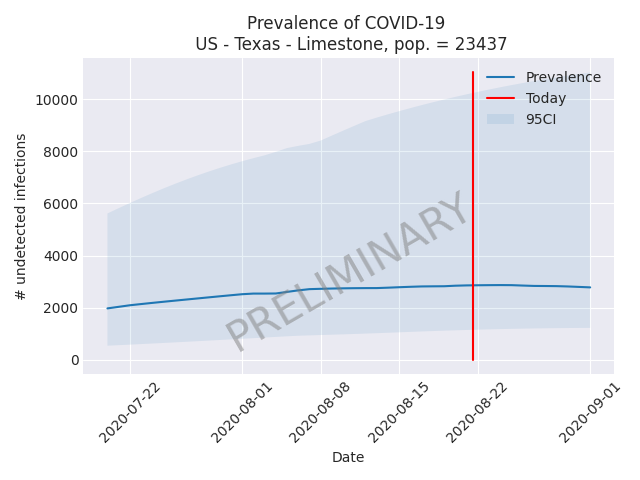 Prevalence of COVID-19
US - Texas - Limestone, pop. = 23437
Prevalence
Today
95CI
10000
8000
6000
4000
2000
0
# undetected infections
PRELIMINARY
2020-07-22
2020-08-01
2020-08-08
2020-08-15
2020-08-22
2020-09-01
Date